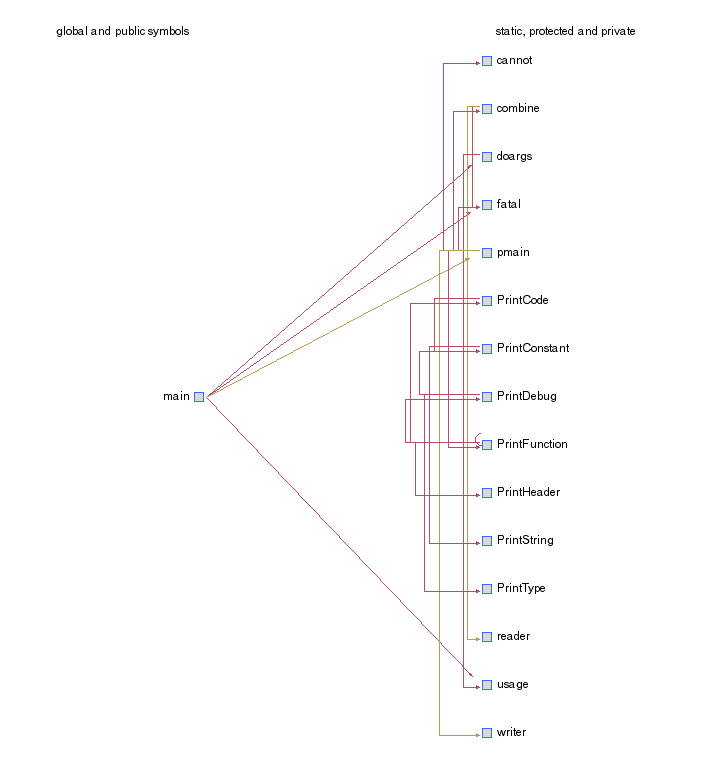 global and public symbols
static, protected and private
cannot
combine
doargs
fatal
pmain
PrintCode
PrintConstant
main
PrintDebug
PrintFunction
PrintHeader
PrintString
PrintType
reader
usage
writer